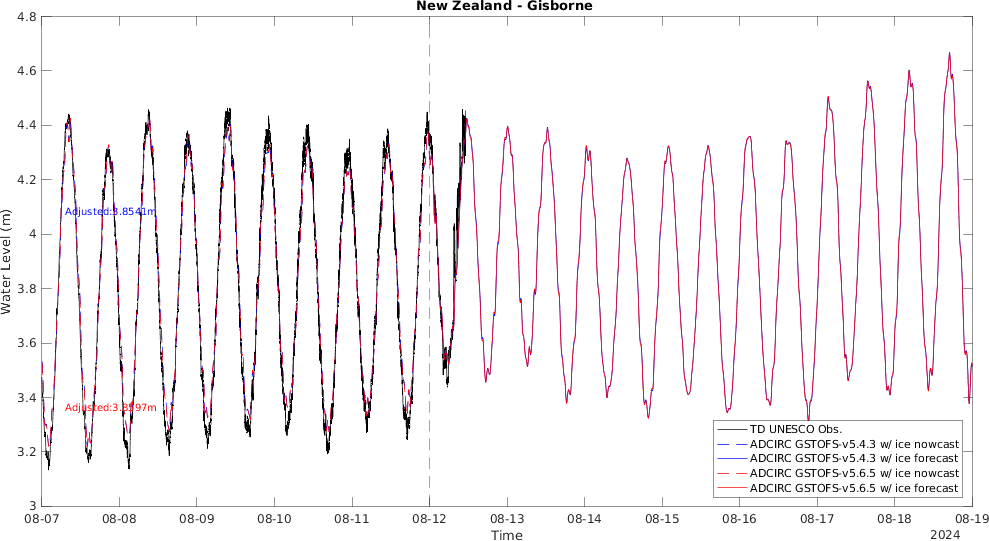 New Zealand - Gisborne
4.8
4.6
4.4
4.2
4
3.8
3.6
3.4
3.2
3
Water Level (m)
Adjusted:3.8541m
TD UNESCO Obs.
ADCIRC GSTOFS-v5.4.3 w/ ice nowcast
ADCIRC GSTOFS-v5.4.3 w/ ice forecast
ADCIRC GSTOFS-v5.6.5 w/ ice nowcast
ADCIRC GSTOFS-v5.6.5 w/ ice forecast
08-07 08-08 08-09 08-10 08-11 08-12 08-13 08-14 08-15 08-16 08-17 08-18 08-19
Time
2024